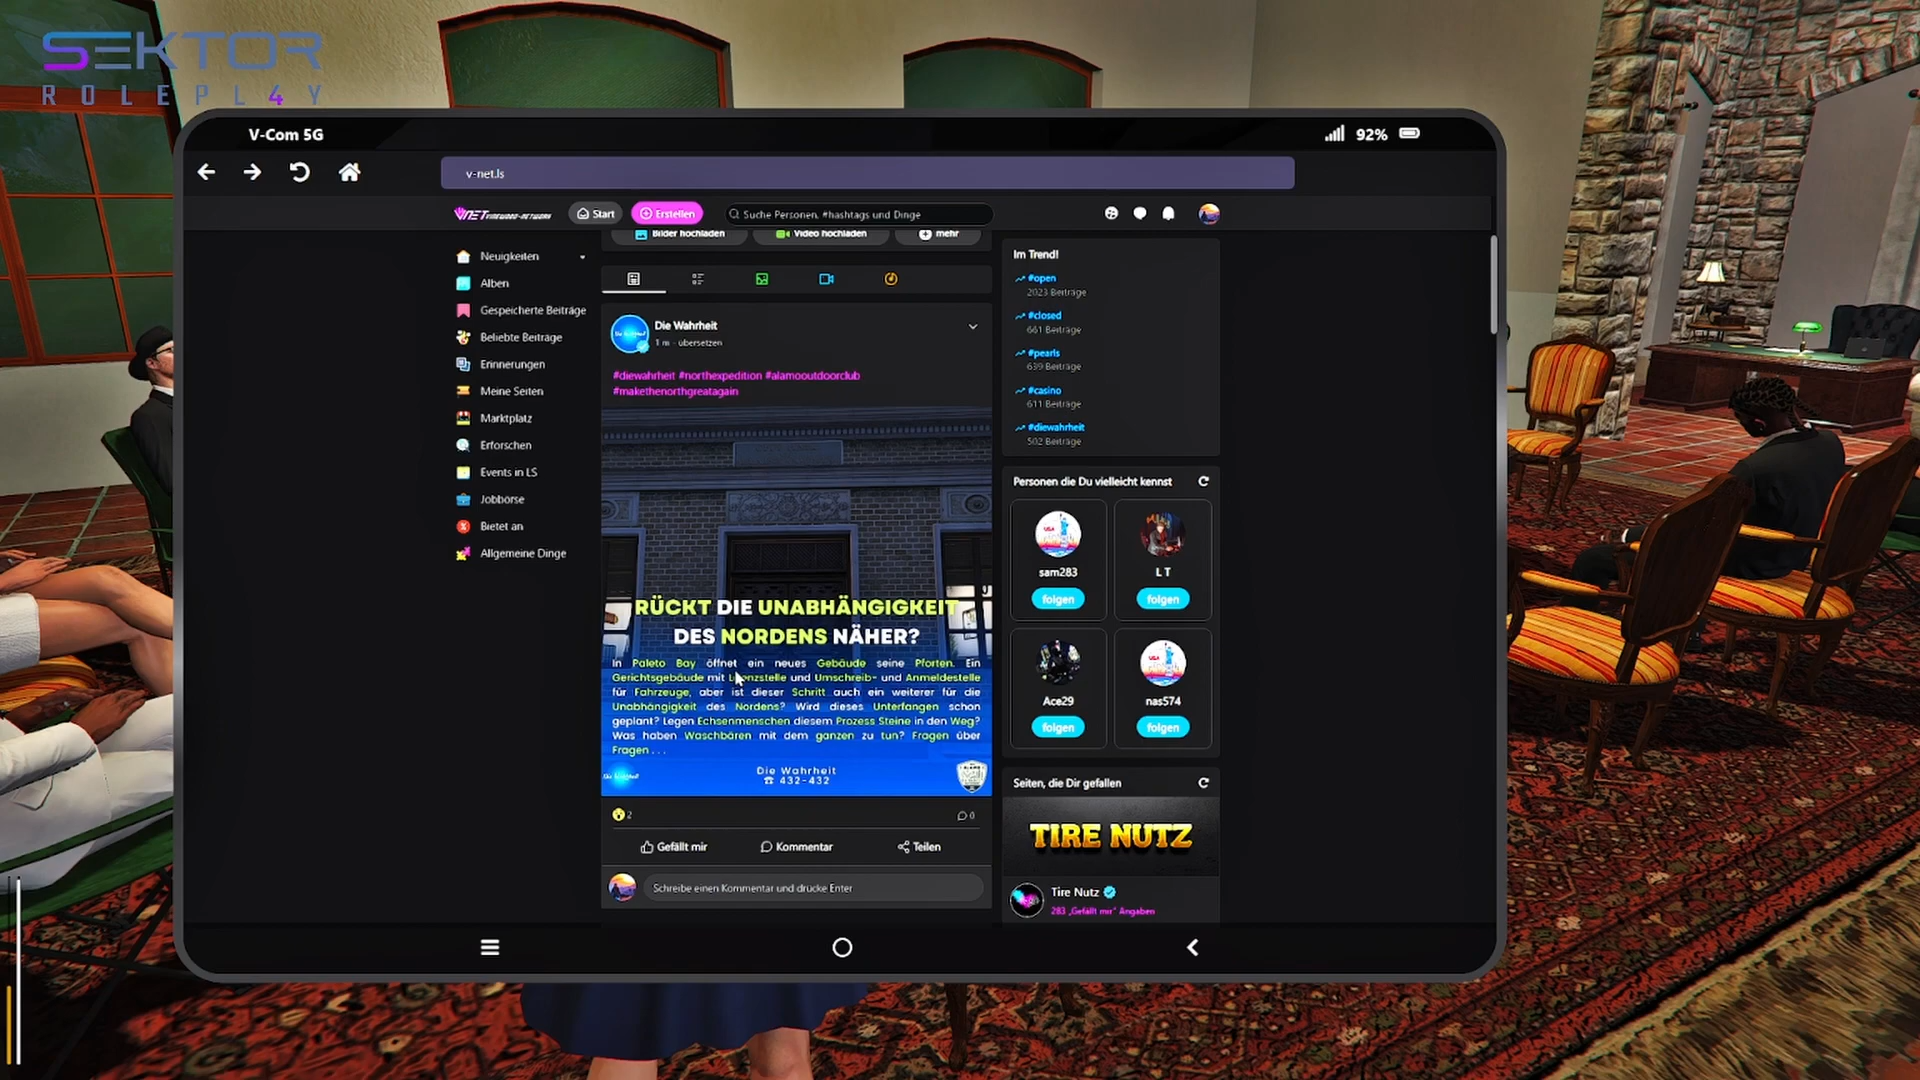 SEKTOR
ROLEPL4Y
V-Com 5G
92%
v-net.ls
VNET VINEWOOD-NETWORK
Start
Erstellen
Suche Personen, #hashtags und Dinge
Neuigkeiten
Alben
Gespeicherte Beiträge
Beliebte Beiträge
Erinnerungen
Meine Seiten
Marktplatz
Erforschen
Events in LS
Jobbörse
Bietet an
Allgemeine Dinge
Bilder hochladen
Video hochladen
mehr
Die Wahrheit
1 m - übersetzen
#diewahrheit #northexpedition #alamooutdoorclub
#makethenorthgreatagain
RÜCKT DIE UNABHÄNGIGKEIT
DES NORDENS NÄHER?
In Paleto Bay öffnet ein neues Gebäude seine Pforten. Ein
Gerichtsgebäude mit Lizenzstelle und Umschreib- und Anmeldestelle
für Fahrzeuge, aber ist dieser Schritt auch ein weiterer für die
Unabhängigkeit des Nordens? Wird dieses Unterfangen schon
geplant? Legen Echsenmenschen diesem Prozess Steine in den Weg?
Was haben Waschbären mit dem ganzen zu tun? Fragen über
Fragen . . .
Die Wahrheit
☎ 432-432
2
0
Gefällt mir
Kommentar
Teilen
Schreibe einen Kommentar und drücke Enter
Im Trend!
#open
2023 Beiträge
#closed
661 Beiträge
#pearls
639 Beiträge
#casino
611 Beiträge
#diewahrheit
502 Beiträge
Personen die Du vielleicht kennst
sam283
folgen
L T
folgen
Ace29
folgen
nas574
folgen
Seiten, die Dir gefallen
TIRE NUTZ
Tire Nutz
283 „Gefällt mir" Angaben